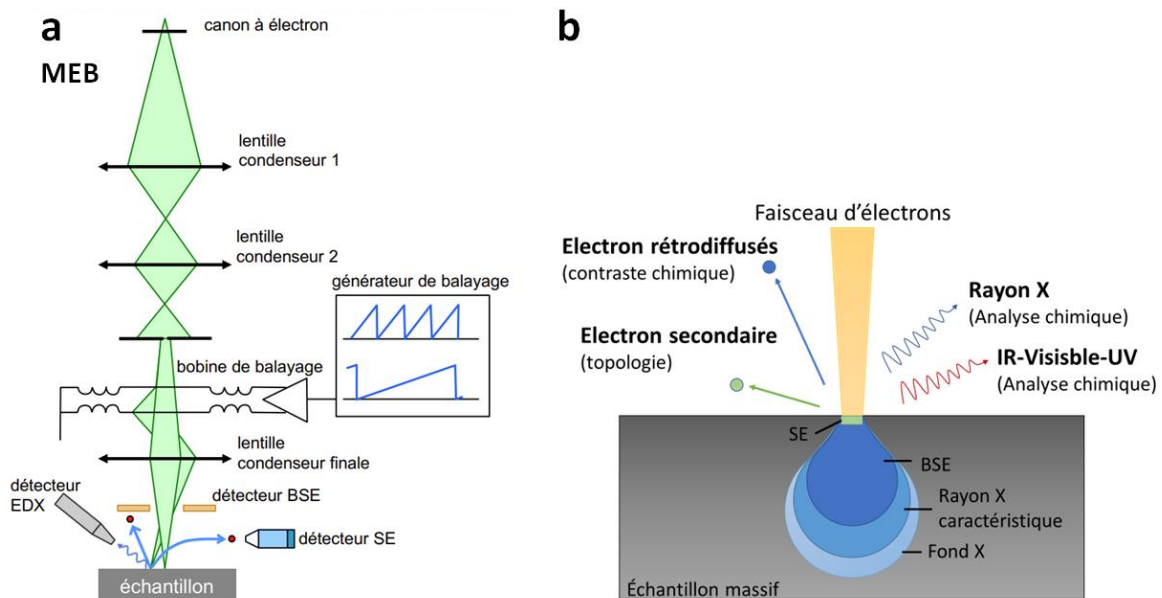 a
canon à électron
MEB
lentille
condenseur 1
lentille
condenseur 2
générateur de balayage
bobine de balayage
lentille
condenseur finale
détecteur
EDX
détecteur BSE
détecteur SE
échantillon
b
Faisceau d'électrons
Electron rétrodiffusés
(contraste chimique)
Rayon X
(Analyse chimique)
Electron secondaire
(topologie)
IR-Visisble-UV
(Analyse chimique)
SE
BSE
Rayon X
caractéristique
Fond X
Échantillon massif